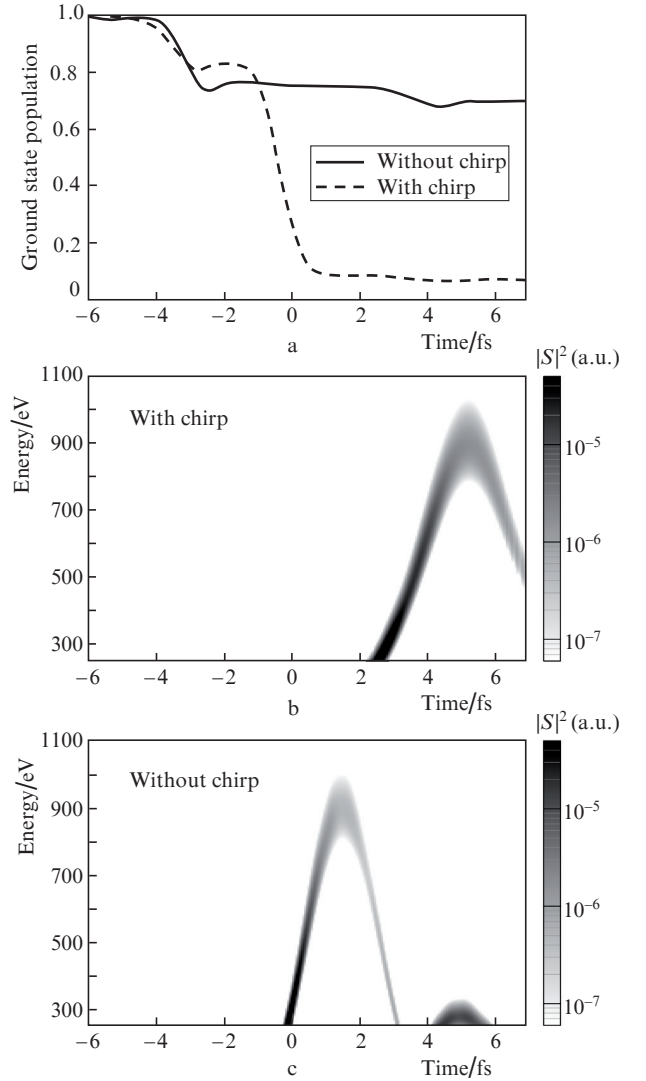 1.0
0.8
0.6
0.4
0.2
0
Ground state population
Without chirp
With chirp
−6 −4 −2 0 2 4 6
a
Time/fs
|S|² (a.u.)
1100
900
700
500
300
Energy/eV
With chirp
10⁻⁵
10⁻⁶
10⁻⁷
−6 −4 −2 0 2 4 6
b
Time/fs
|S|² (a.u.)
1100
900
700
500
300
Energy/eV
Without chirp
10⁻⁵
10⁻⁶
10⁻⁷
−6 −4 −2 0 2 4 6
c
Time/fs